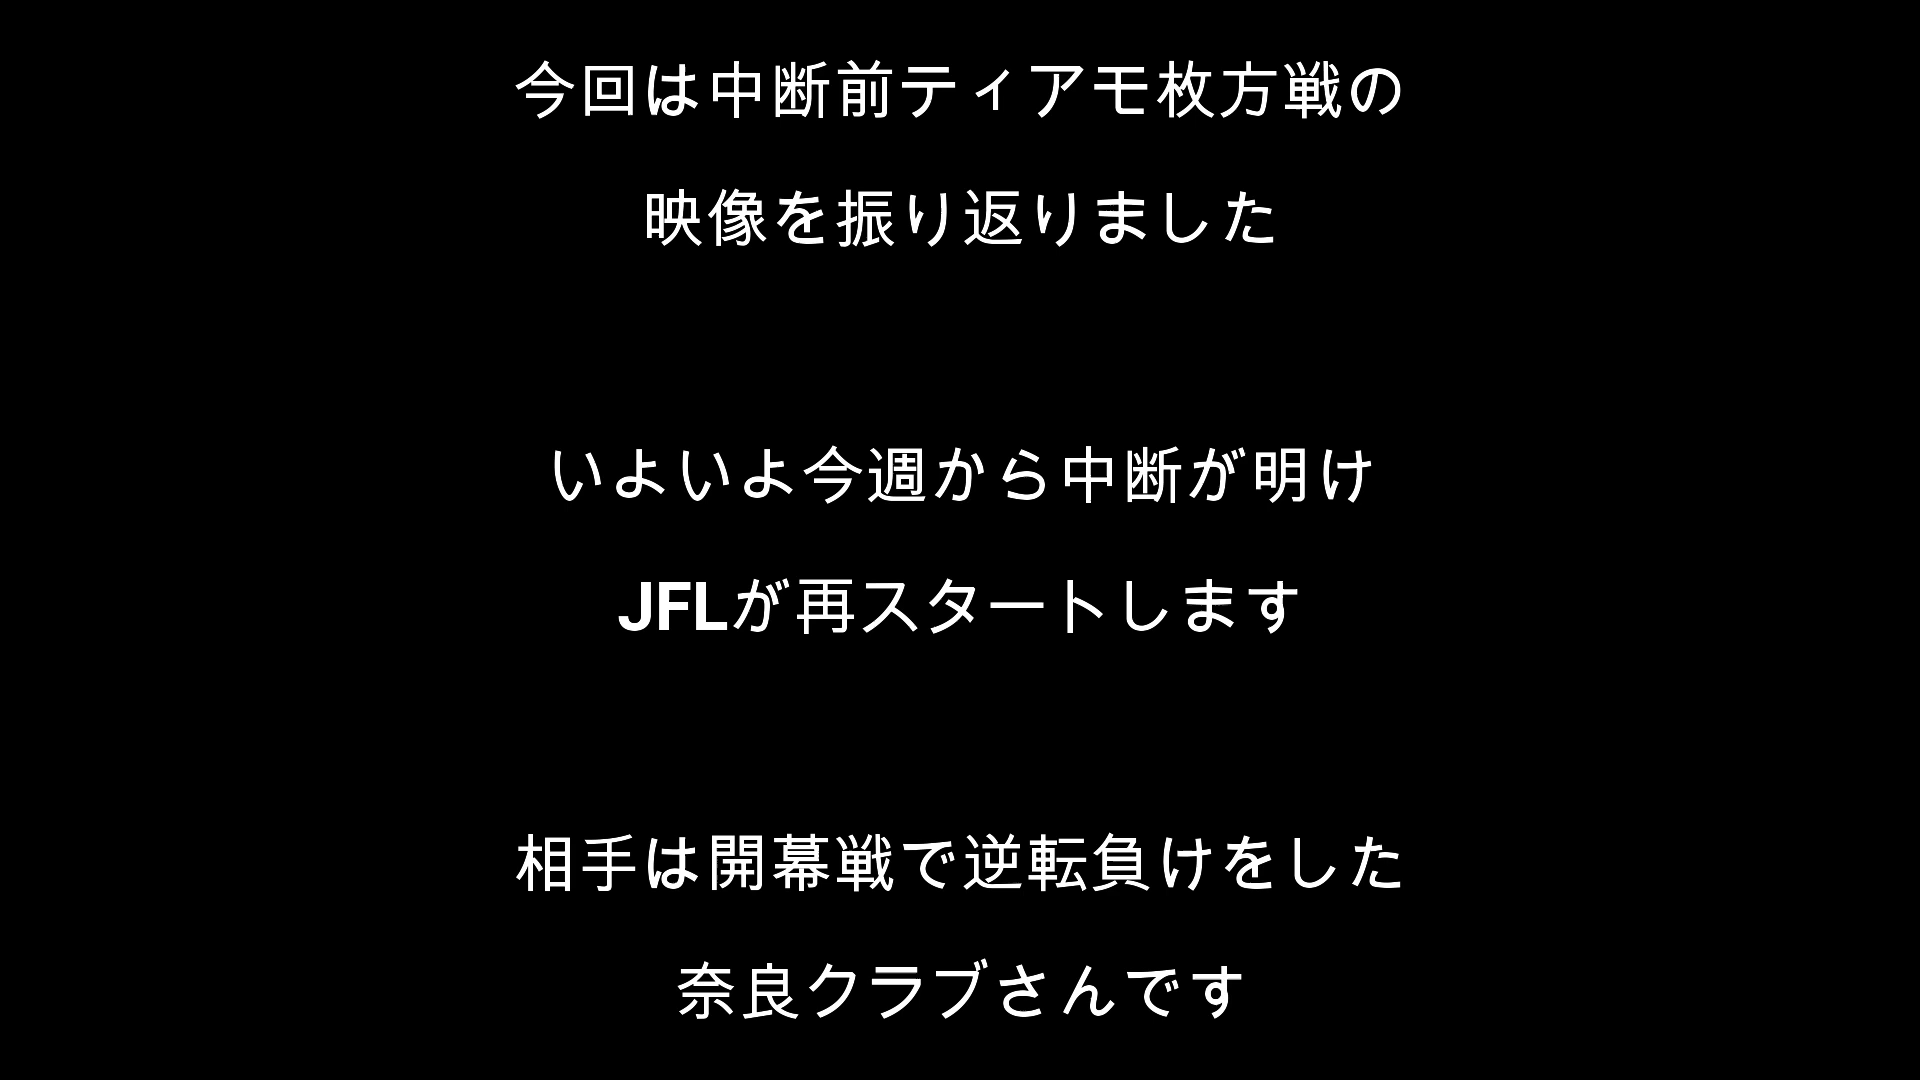 今回は中断前ティアモ枚方戦の
映像を振り返りました
いよいよ今週から中断が明け
JFLが再スタートします
相手は開幕戦で逆転負けをした
奈良クラブさんです